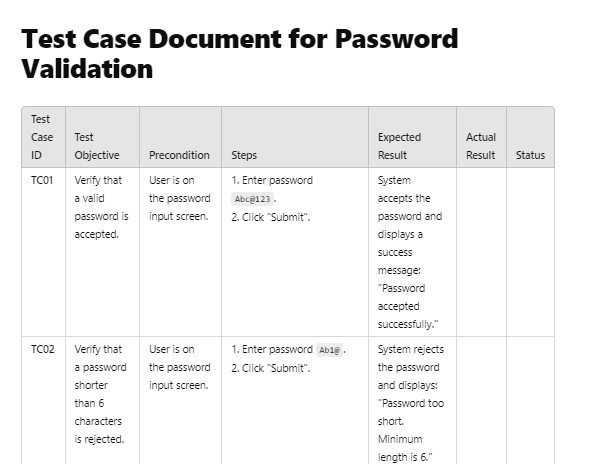 Test Case Document for Password
Validation
Test
Case
ID
Test
Objective
Precondition
Steps
Expected
Result
Actual
Result
Status
TC01
Verify that
a valid
password is
accepted.
User is on
the password
input screen.
1. Enter password
Abc@123 .
2. Click "Submit".
System
accepts the
password and
displays a
success
message:
"Password
accepted
successfully."
TC02
Verify that
a password
shorter
than 6
characters
is rejected.
User is on
the password
input screen.
1. Enter password Ab1@ .
2. Click "Submit".
System rejects
the password
and displays:
"Password too
short.
Minimum
length is 6."